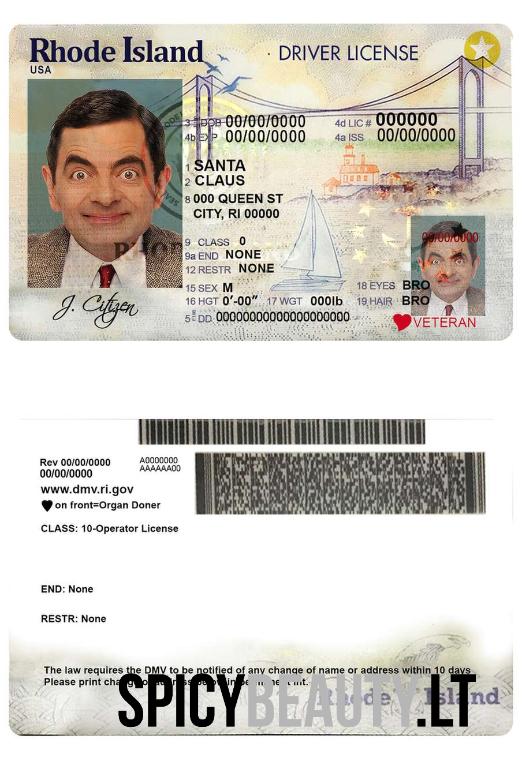 Rhode Island
DRIVER LICENSE
USA
3 DOB 00/00/0000
4d LIC # 000000
4b EXP 00/00/0000
4a ISS 00/00/0000
1 SANTA
2 CLAUS
8 000 QUEEN ST
CITY, RI 00000
00/00/0000
9 CLASS 0
9a END NONE
12 RESTR NONE
15 SEX M
18 EYES BRO
16 HGT 0'-00" 17 WGT 000lb
19 HAIR BRO
J. Citizen
5 DD 00000000000000000000
VETERAN
Rev 00/00/0000
A0000000
00/00/0000
AAAAAA00
www.dmv.ri.gov
on front=Organ Doner
CLASS: 10-Operator License
END: None
RESTR: None
The law requires the DMV to be notified of any change of name or address within 10 days
Please print
Rhode Island
SPICYBEAUTY.LT